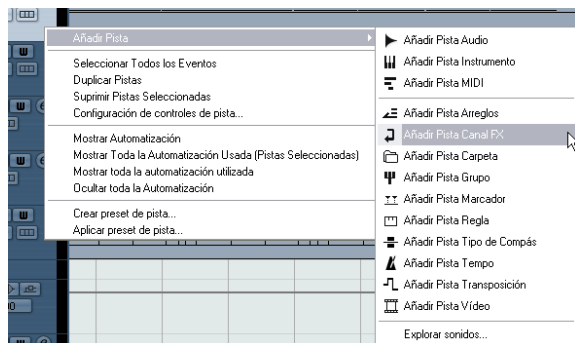 Añadir Pista
Seleccionar Todos los Eventos
Duplicar Pistas
Suprimir Pistas Seleccionadas
Configuración de controles de pista...
Mostrar Automatización
Mostrar Toda la Automatización Usada (Pistas Seleccionadas)
Mostrar toda la automatización utilizada
Ocultar toda la Automatización
Crear preset de pista...
Aplicar preset de pista...
Añadir Pista Audio
Añadir Pista Instrumento
Añadir Pista MIDI
Añadir Pista Arreglos
Añadir Pista Canal FX
Añadir Pista Carpeta
Añadir Pista Grupo
Añadir Pista Marcador
Añadir Pista Regla
Añadir Pista Tipo de Compás
Añadir Pista Tempo
Añadir Pista Transposición
Añadir Pista Vídeo
Explorar sonidos...